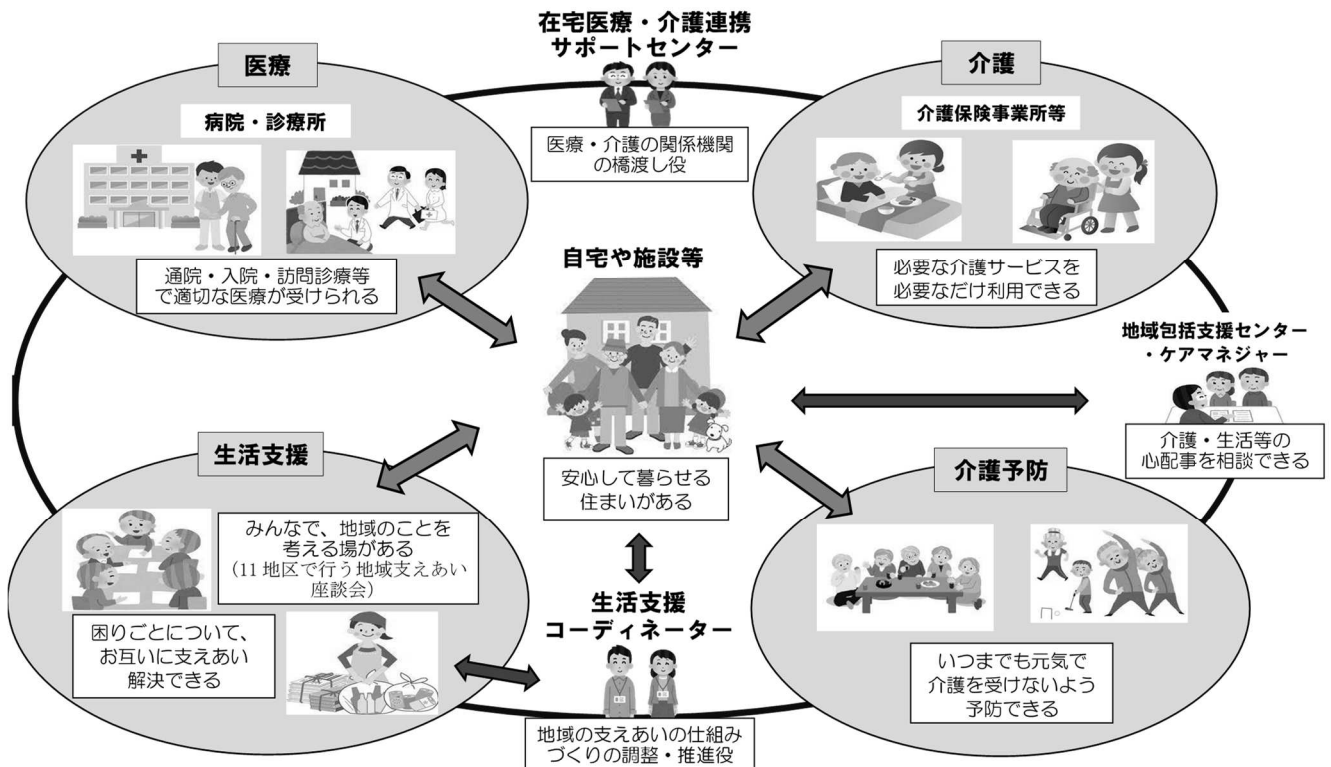 在宅医療・介護連携
サポートセンター
医療・介護の関係機関
の橋渡し役
医療
病院・診療所
通院・入院・訪問診療等
で適切な医療が受けられる
介護
介護保険事業所等
必要な介護サービスを
必要なだけ利用できる
自宅や施設等
安心して暮らせる
住まいがある
地域包括支援センター
・ケアマネジャー
介護・生活等の
心配事を相談できる
生活支援
みんなで、地域のことを
考える場がある
（11地区で行う地域支えあい
座談会）
困りごとについて、
お互いに支えあい
解決できる
生活支援
コーディネーター
地域の支えあいの仕組み
づくりの調整・推進役
介護予防
いつまでも元気で
介護を受けないよう
予防できる